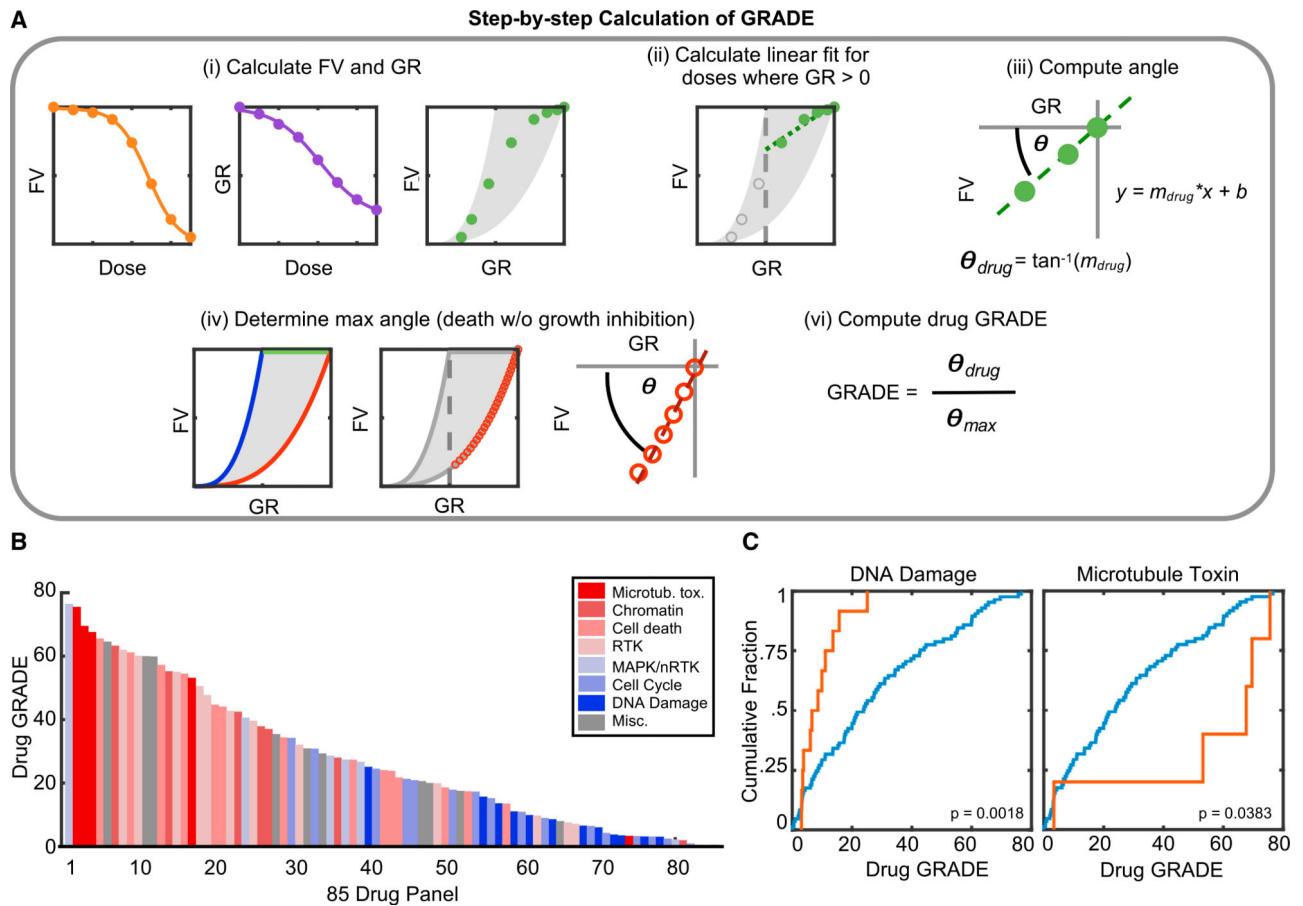 A
Step-by-step Calculation of GRADE
(i) Calculate FV and GR
FV
Dose
GR
Dose
FV
GR
(ii) Calculate linear fit for
doses where GR > 0
FV
GR
(iii) Compute angle
GR
θ
FV
y = m_drug*x + b
θ_drug = tan⁻¹(m_drug)
(iv) Determine max angle (death w/o growth inhibition)
FV
GR
FV
GR
GR
θ
FV
(vi) Compute drug GRADE
GRADE = θ_drug
θ_max
B
Drug GRADE
80
60
40
20
0
1 10 20 30 40 50 60 70 80
85 Drug Panel
Microtub. tox.
Chromatin
Cell death
RTK
MAPK/nRTK
Cell Cycle
DNA Damage
Misc.
C
DNA Damage
Cumulative Fraction
1
.75
.5
.25
0
p = 0.0018
0 20 40 60 80
Drug GRADE
Microtubule Toxin
p = 0.0383
0 20 40 60 80
Drug GRADE